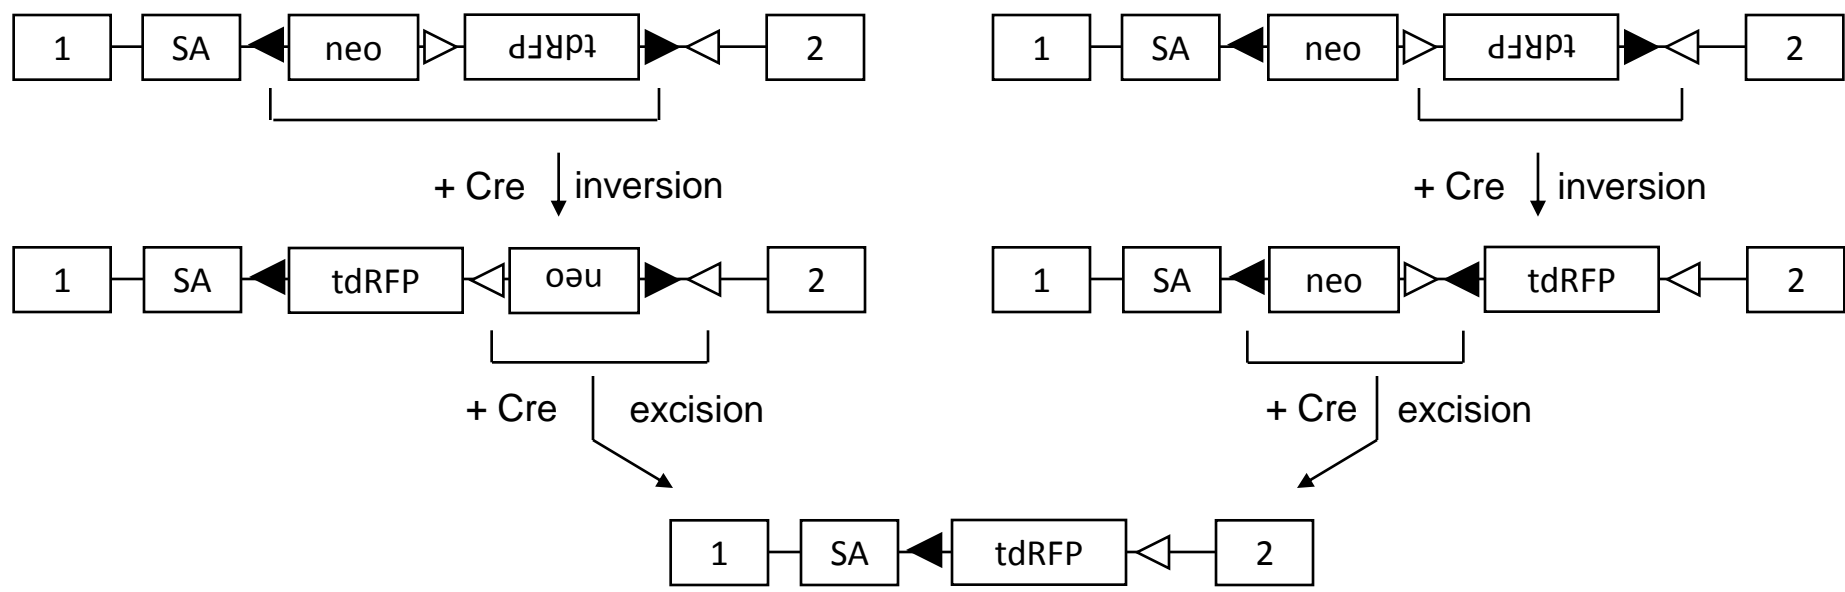 1 SA neo tdRFP 2 1 SA neo tdRFP 2
+ Cre inversion + Cre inversion
1 SA tdRFP neo 2 1 SA neo tdRFP 2
+ Cre excision + Cre excision
1 SA tdRFP 2